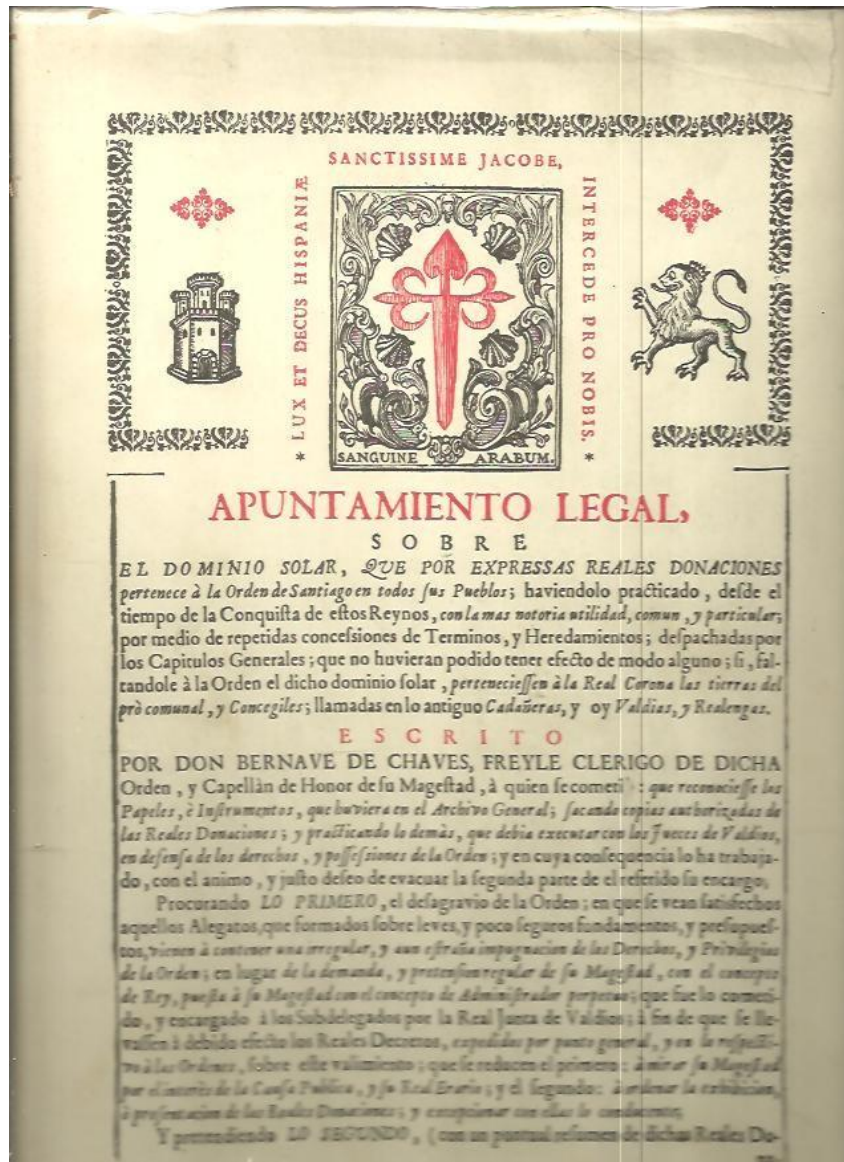 SANCTISSIME JACOBE,
LUX ET DECUS HISPANIÆ
INTERCEDE PRO NOBIS.
* SANGUINE ARABUM. *
APUNTAMIENTO LEGAL,
SOBRE
EL DOMINIO SOLAR, QUE POR EXPRESSAS REALES DONACIONES
pertenece à la Orden de Santiago en todos ſus Pueblos; haviendolo practicado, deſde el
tiempo de la Conquiſta de eſtos Reynos, con la mas notoria utilidad, comun, y particular;
por medio de repetidas conceſsiones de Terminos, y Heredamientos; deſpachadas por
los Capitulos Generales; que no huvieran podido tener efecto de modo alguno; ſi, fal-
tandole à la Orden el dicho dominio ſolar, perteneciеſſen à la Real Corona las tierras del
prò comunal, y Concegiles; llamadas en lo antiguo Cadañeras, y oy Valdias, y Realengas.
ESCRITO
POR DON BERNAVE DE CHAVES, FREYLE CLERIGO DE DICHA
Orden, y Capellàn de Honor de ſu Mageſtad, à quien ſe cometi : que reconocieſſe los
Papeles, è Inſtrumentos, que huviera en el Archivo General; ſacando copias authorizadas de
las Reales Donaciones; y practicando lo demàs, que debia executar con los Jueces de Valdios,
en defenſa de los derechos, y poſſeſsiones de la Orden; y en cuya conſequencia lo ha trabaja-
do, con el animo, y juſto deſeo de evacuar la ſegunda parte de el referido ſu encargo,
Procurando LO PRIMERO, el deſagravio de la Orden; en que ſe vean ſatisfechos
aquellos Alegatos, que formados ſobre leves, y poco ſeguros fundamentos, y preſupueſ-
tos, vienen à contener una irregular, y aun eſtraña impugnacion de los Derechos, y Privilegios
de la Orden; en lugar de la demanda, y pretenſion regular de ſu Mageſtad, con el concepto
de Rey, pueſta à ſu Mageſtad con el concepto de Adminiſtrador perpetuo; que fue lo cometi-
do, y encargado à los Subdelegados por la Real Junta de Valdios; à fin de que ſe lle-
vaſſen à debido efecto los Reales Decretos, expedidos por punto general, y en lo reſpecti-
vo à las Ordenes, ſobre eſte valimiento; que ſe reducen el primero: à mirar ſu Mageſtad
por el interès de la Cauſa Publica, y ſu Real Erario; y el ſegundo: à ordenar la exhibicion,
ò preſentacion de las Reales Donaciones; y excepcionar con ellas lo conducente;
Y pretendiendo LO SEGUNDO, (con un puntual reſumen de dichas Reales Do-